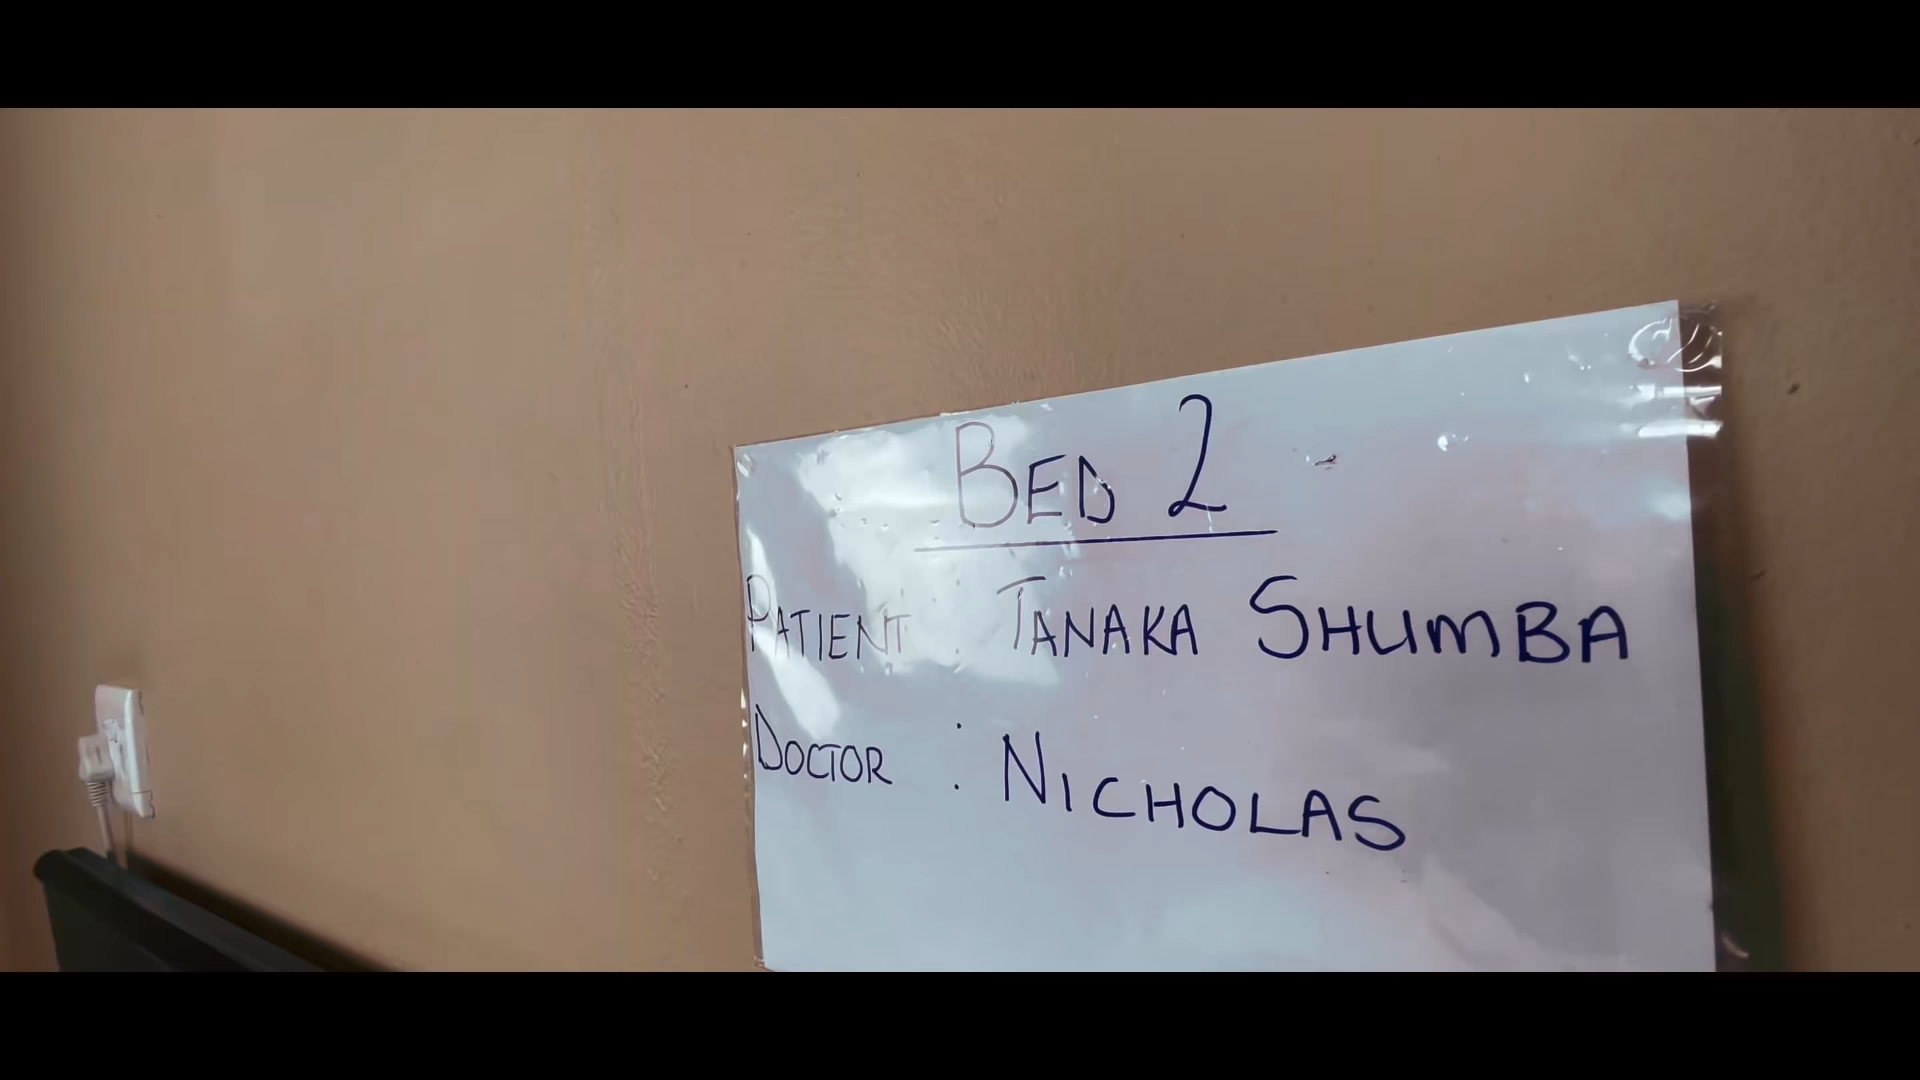 BED 2
PATIENT : TANAKA SHUMBA
DOCTOR : NICHOLAS